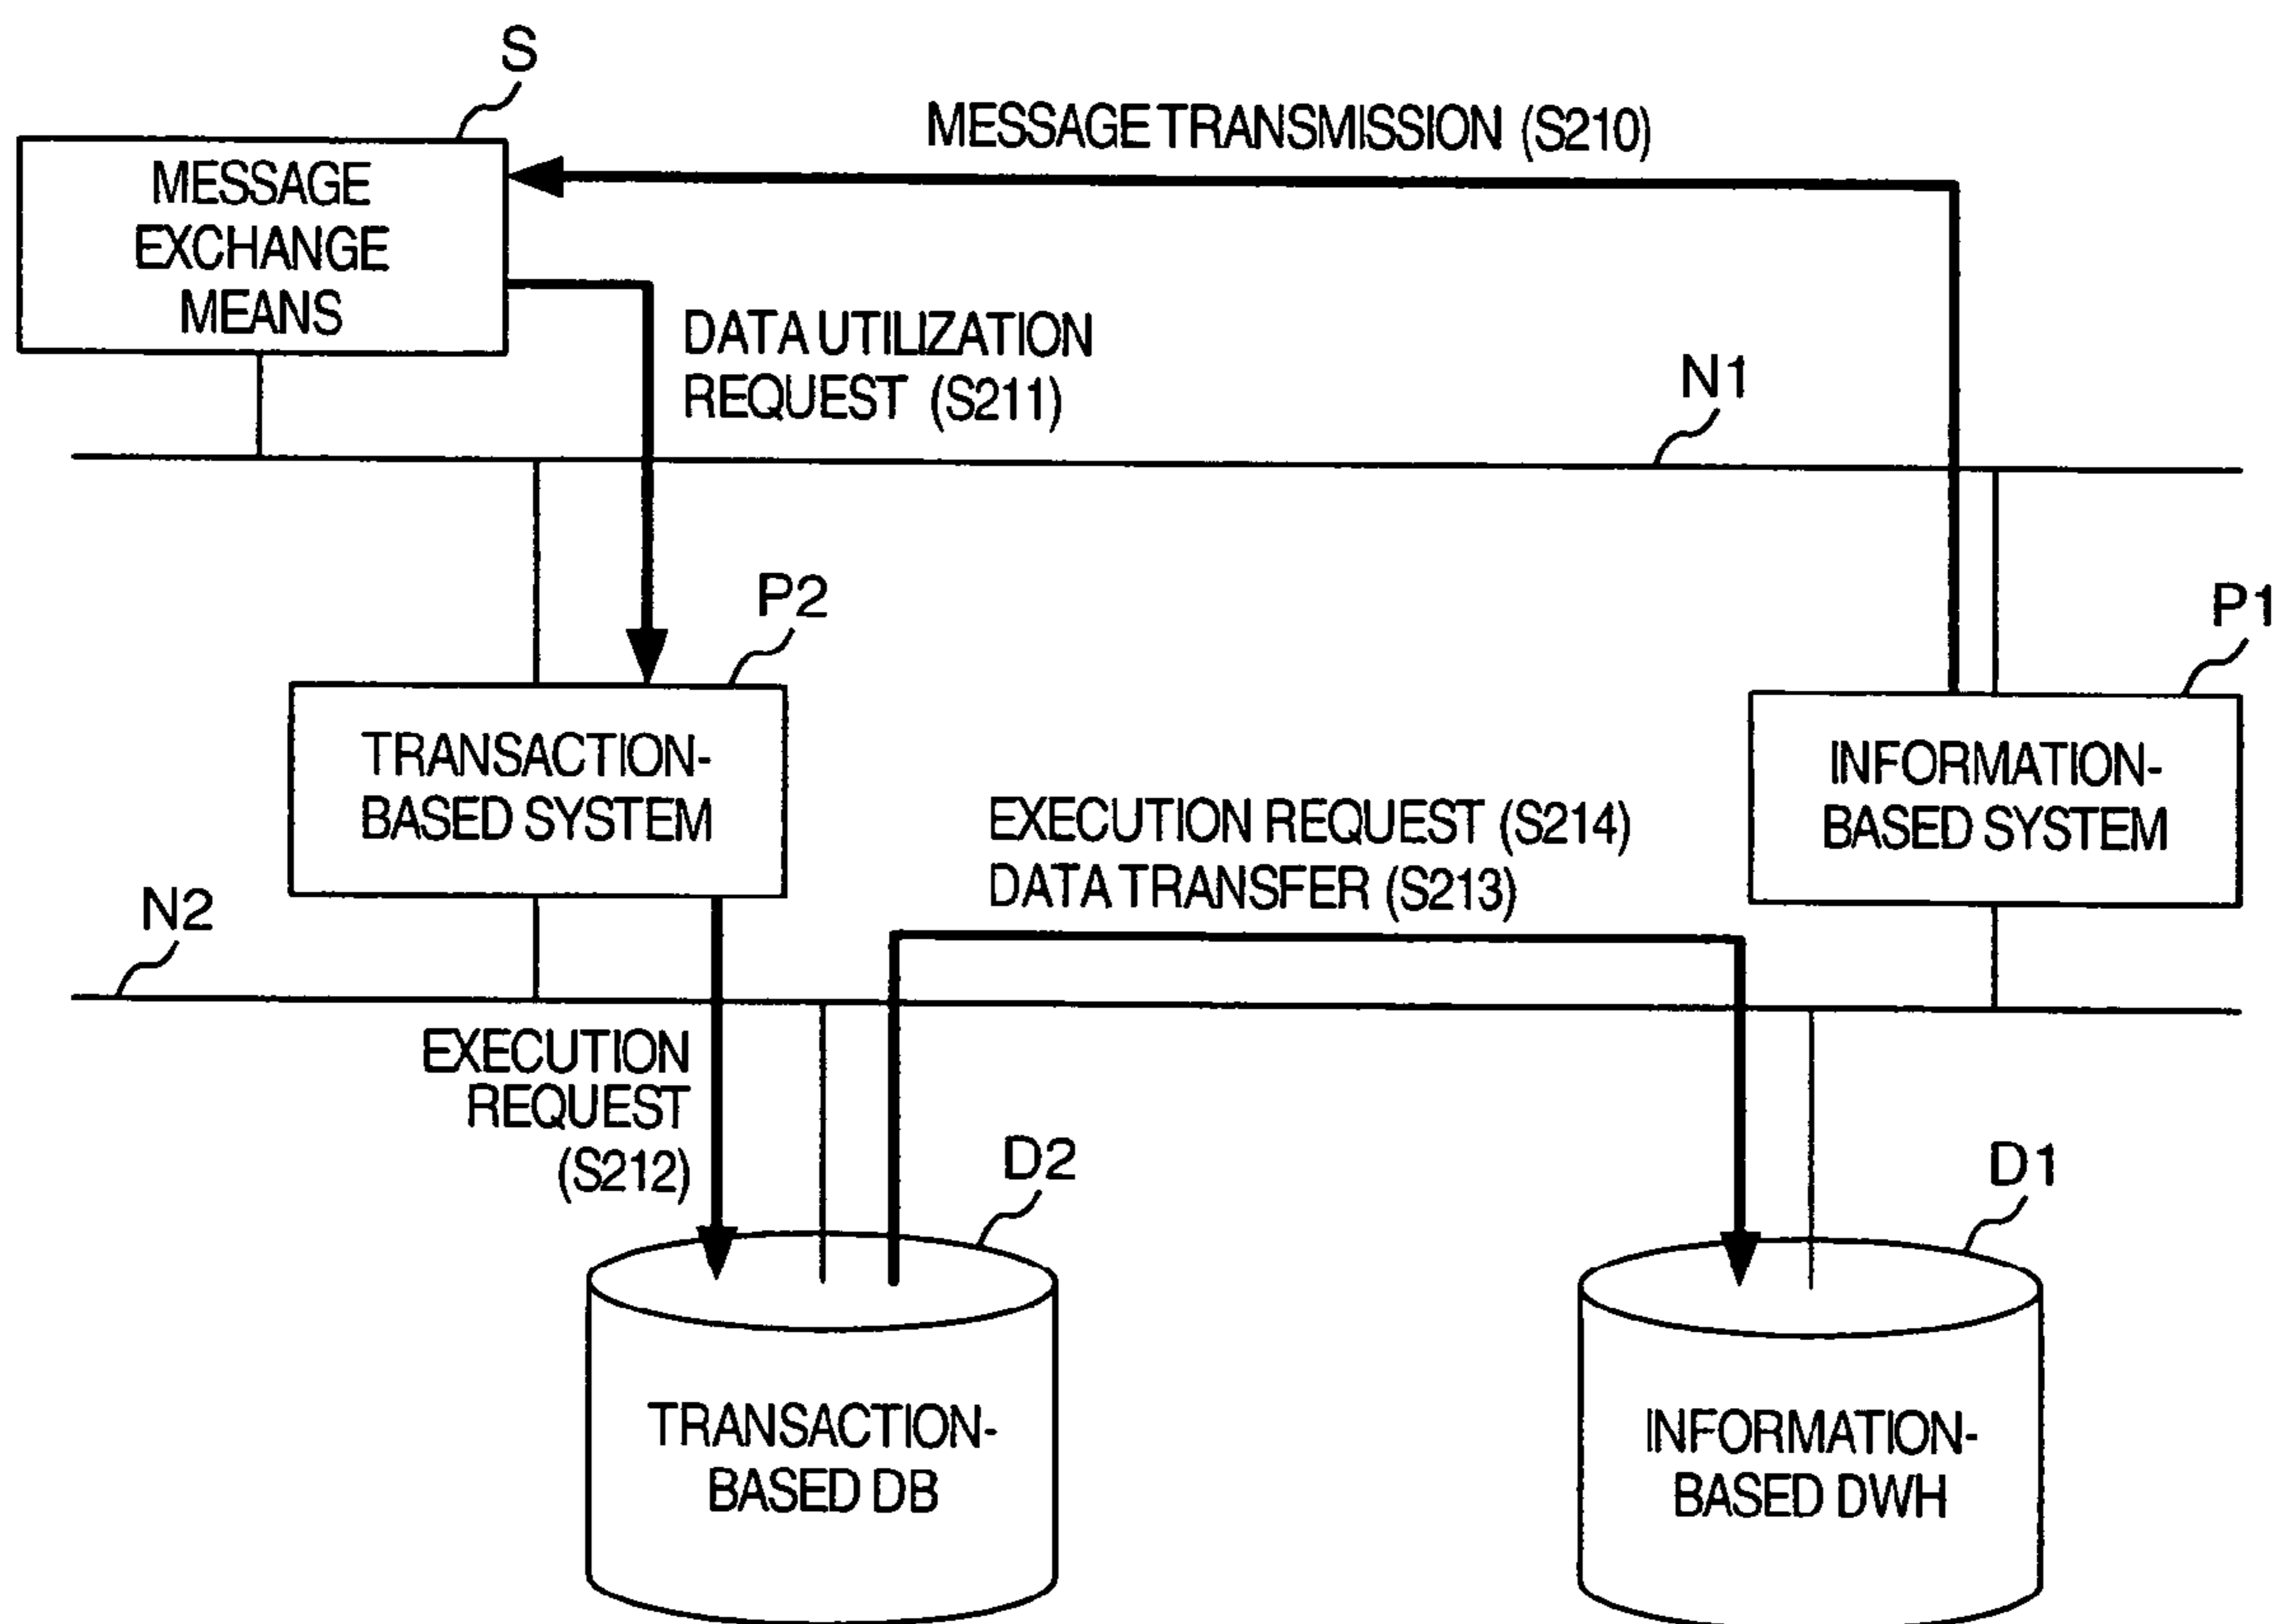 S
MESSAGE TRANSMISSION (S210)
MESSAGE
EXCHANGE
MEANS
DATA UTILIZATION
REQUEST (S211)
N1
P2
P1
TRANSACTION-
BASED SYSTEM
INFORMATION-
BASED SYSTEM
EXECUTION REQUEST (S214)
DATA TRANSFER (S213)
N2
EXECUTION
REQUEST
(S212)
D2
D1
TRANSACTION-
BASED DB
INFORMATION-
BASED DWH